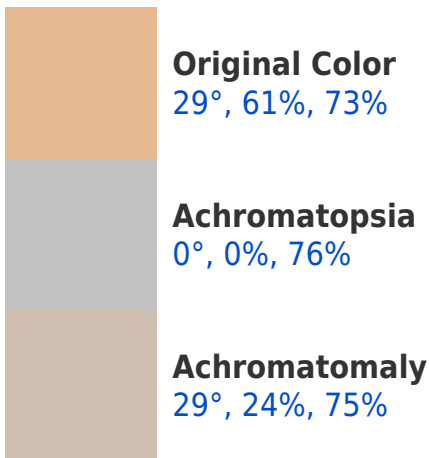 Original Color
29°, 61%, 73%
Achromatopsia
0°, 0%, 76%
Achromatomaly
29°, 24%, 75%